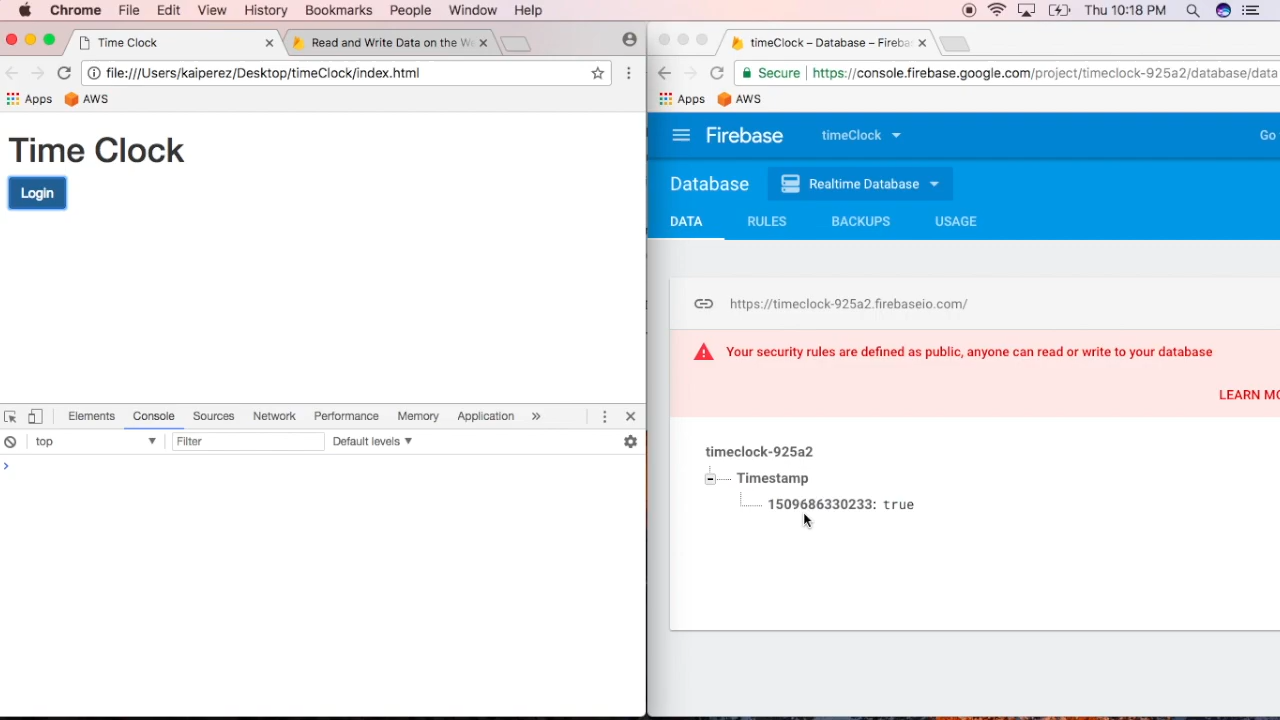 Chrome File Edit View History Bookmarks People Window Help Thu 10:18 PM
Time Clock
Read and Write Data on the We
file:///Users/kaiperez/Desktop/timeClock/index.html
Apps AWS
Time Clock
Login
Elements Console Sources Network Performance Memory Application »
top Filter Default levels ▼
>
timeClock – Database – Fireba
Secure https://console.firebase.google.com/project/timeclock-925a2/database/data
Apps AWS
Firebase timeClock Go
Database Realtime Database
DATA RULES BACKUPS USAGE
https://timeclock-925a2.firebaseio.com/
Your security rules are defined as public, anyone can read or write to your database
LEARN MO
timeclock-925a2
Timestamp
1509686330233: true